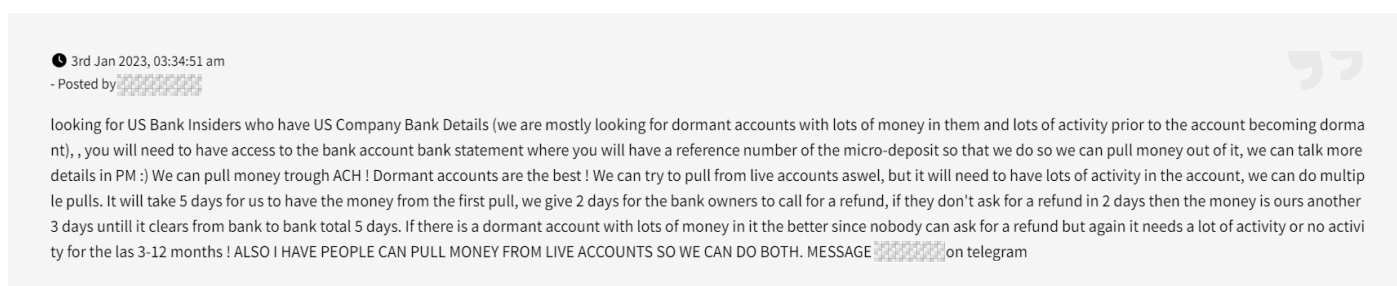 3rd Jan 2023, 03:34:51 am
- Posted by
looking for US Bank Insiders who have US Company Bank Details (we are mostly looking for dormant accounts with lots of money in them and lots of activity prior to the account becoming dorma
nt), , you will need to have access to the bank account bank statement where you will have a reference number of the micro-deposit so that we do so we can pull money out of it, we can talk more
details in PM :) We can pull money trough ACH ! Dormant accounts are the best ! We can try to pull from live accounts aswel, but it will need to have lots of activity in the account, we can do multip
le pulls. It will take 5 days for us to have the money from the first pull, we give 2 days for the bank owners to call for a refund, if they don't ask for a refund in 2 days then the money is ours another
3 days untill it clears from bank to bank total 5 days. If there is a dormant account with lots of money in it the better since nobody can ask for a refund but again it needs a lot of activity or no activi
ty for the las 3-12 months ! ALSO I HAVE PEOPLE CAN PULL MONEY FROM LIVE ACCOUNTS SO WE CAN DO BOTH. MESSAGE on telegram